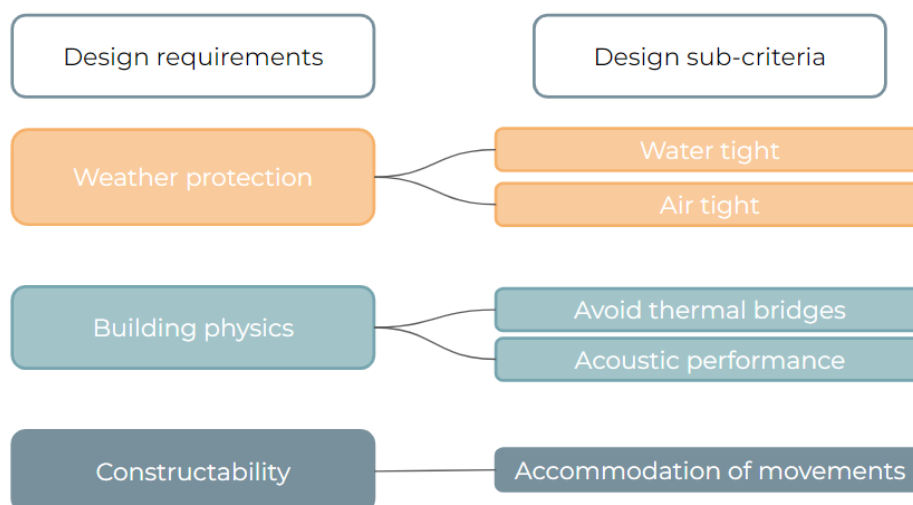 Design requirements
Design sub-criteria
Weather protection
Water tight
Air tight
Building physics
Avoid thermal bridges
Acoustic performance
Constructability
Accommodation of movements